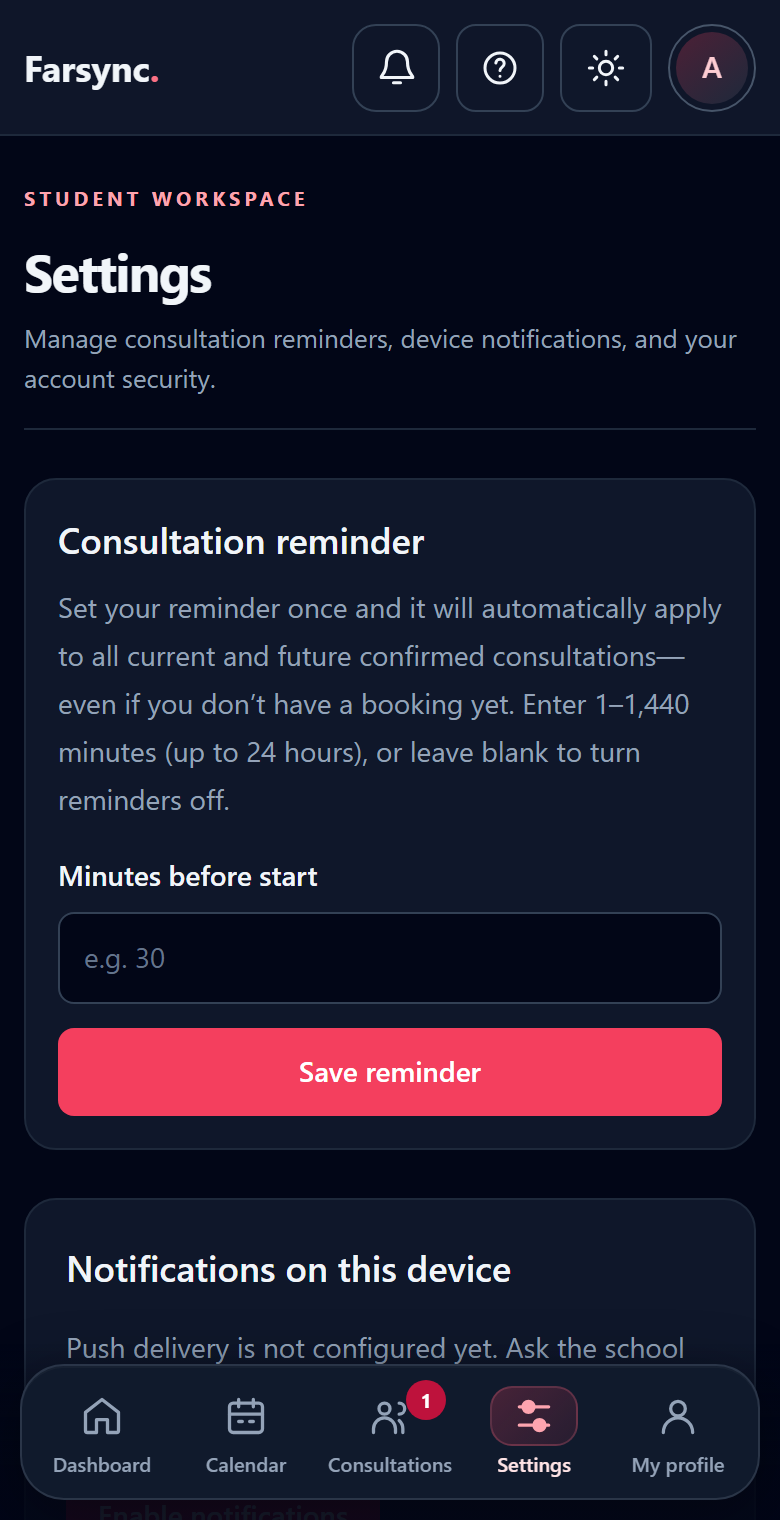 Farsync.
A
STUDENT WORKSPACE
Settings
Manage consultation reminders, device notifications, and your
account security.
Consultation reminder
Set your reminder once and it will automatically apply
to all current and future confirmed consultations—
even if you don’t have a booking yet. Enter 1–1,440
minutes (up to 24 hours), or leave blank to turn
reminders off.
Minutes before start
e.g. 30
Save reminder
Notifications on this device
Push delivery is not configured yet. Ask the school
1
Dashboard
Calendar
Consultations
Settings
My profile
Enable notifications